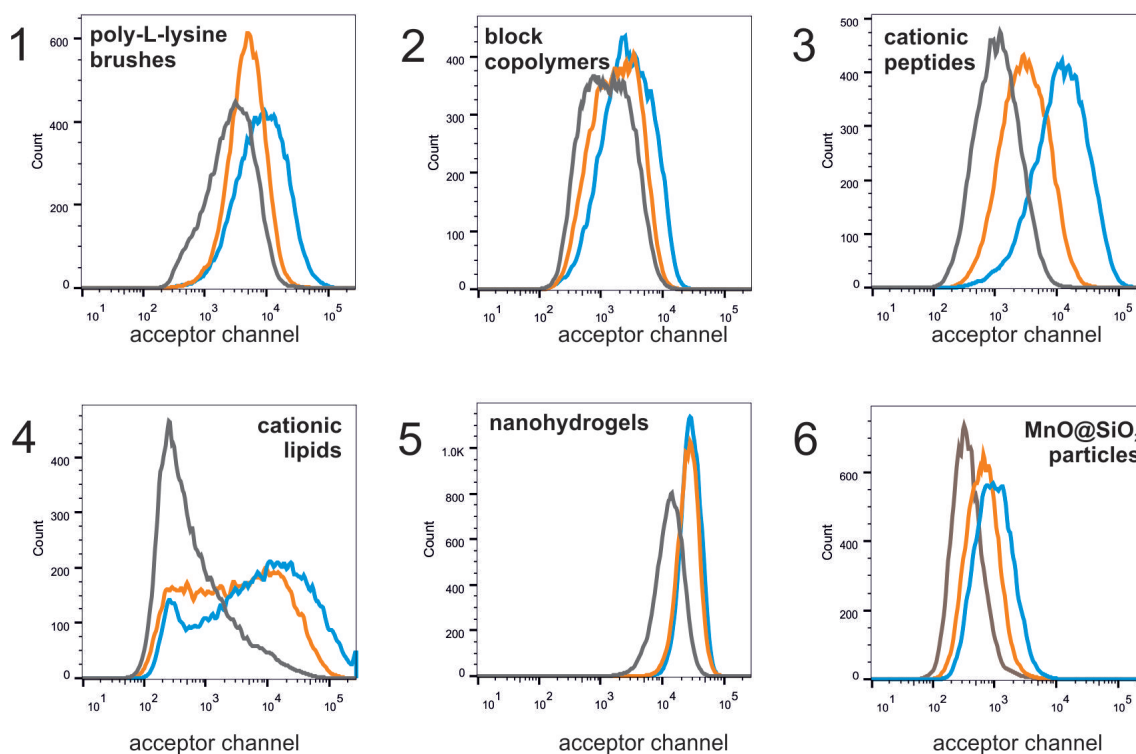 1
poly-L-lysine
brushes
600
400
200
0
Count
10¹ 10² 10³ 10⁴ 10⁵
acceptor channel
2
block
copolymers
400
300
200
100
0
Count
10¹ 10² 10³ 10⁴ 10⁵
acceptor channel
3
cationic
peptides
500
400
300
200
100
0
Count
10¹ 10² 10³ 10⁴ 10⁵
acceptor channel
4
cationic
lipids
400
300
200
100
0
Count
10¹ 10² 10³ 10⁴ 10⁵
acceptor channel
5
nanohydrogels
1.0K
800
600
400
200
0
Count
10¹ 10² 10³ 10⁴ 10⁵
acceptor channel
6
MnO@SiO₂
particles
600
400
200
0
Count
10¹ 10² 10³ 10⁴ 10⁵
acceptor channel